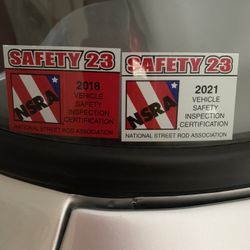 SAFETY 23
NSRA
2018
VEHICLE
SAFETY
INSPECTION
CERTIFICATION
NATIONAL STREET ROD ASSOCIATION
SAFETY 23
NSRA
2021
VEHICLE
SAFETY
INSPECTION
CERTIFICATION
NATIONAL STREET ROD ASSOCIATION